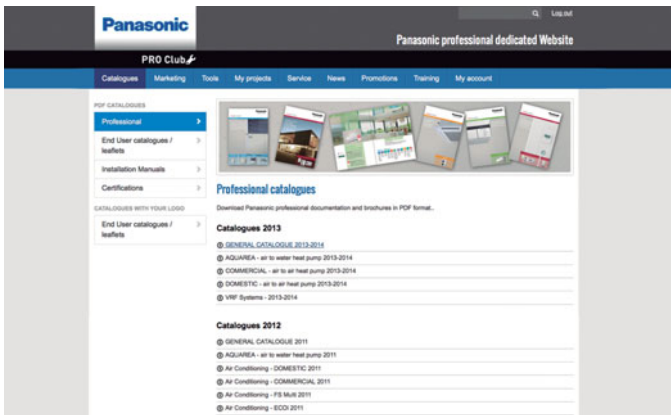 Log out
Panasonic
Panasonic professional dedicated Website
PRO Club
Catalogues Marketing Tools My projects Service News Promotions Training My account
PDF CATALOGUES
Professional
End User catalogues /
leaflets
Installation Manuals
Certifications
CATALOGUES WITH YOUR LOGO
End User catalogues /
leaflets
Professional catalogues
Download Panasonic professional documentation and brochures in PDF format..
Catalogues 2013
GENERAL CATALOGUE 2013-2014
AQUAREA - air to water heat pump 2013-2014
COMMERCIAL - air to air heat pump 2013-2014
DOMESTIC - air to air heat pump 2013-2014
VRF Systems - 2013-2014
Catalogues 2012
GENERAL CATALOGUE 2011
AQUAREA - air to water heat pump 2011
Air Conditioning - DOMESTIC 2011
Air Conditioning - COMMERCIAL 2011
Air Conditioning - FS Multi 2011
Air Conditioning - ECOi 2011